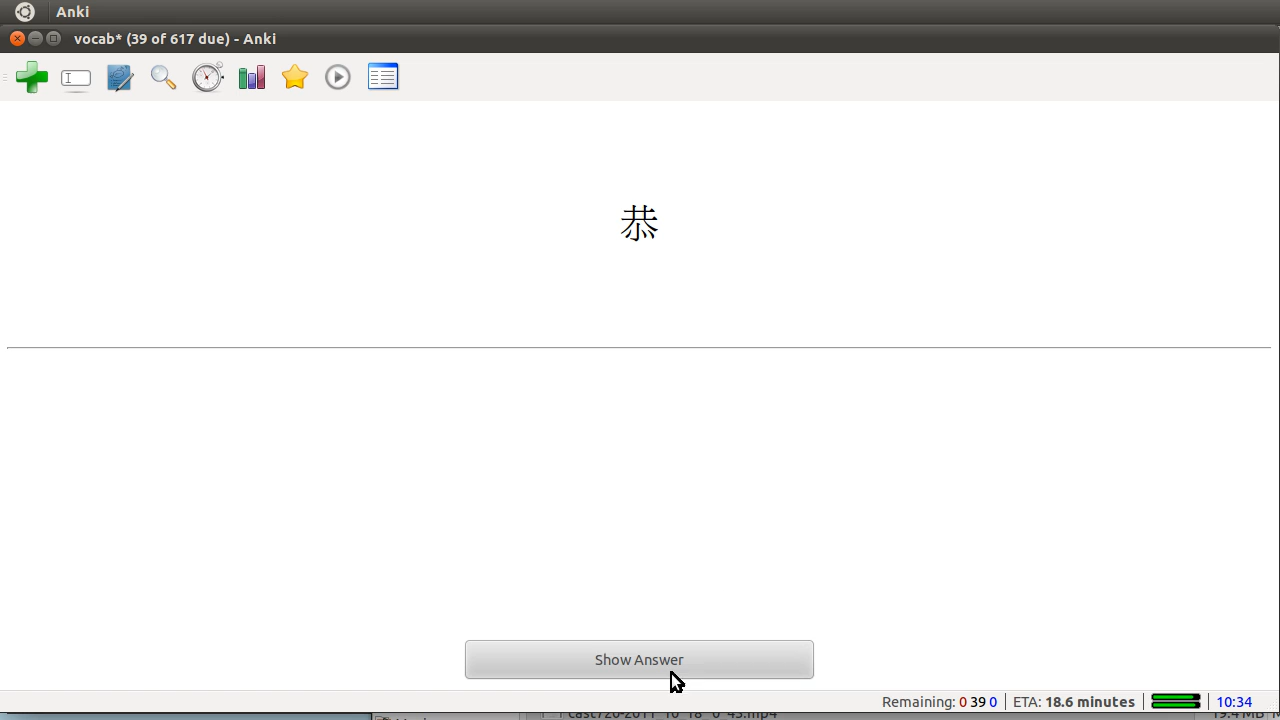 Anki
vocab* (39 of 617 due) - Anki
恭
Show Answer
Remaining: 0 39 0 ETA: 18.6 minutes 10:34